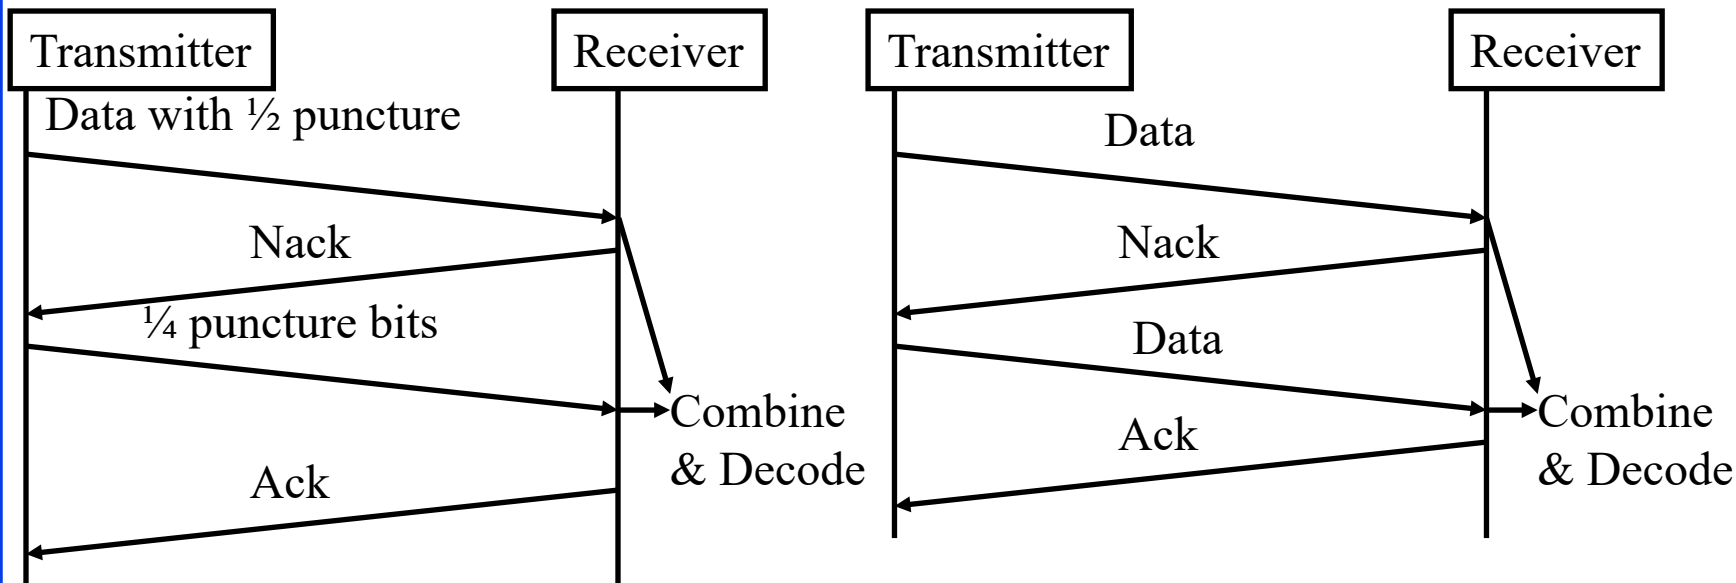 Transmitter
Receiver
Data with ½ puncture
Nack
¼ puncture bits
Combine
& Decode
Ack
Transmitter
Receiver
Data
Nack
Data
Combine
& Decode
Ack